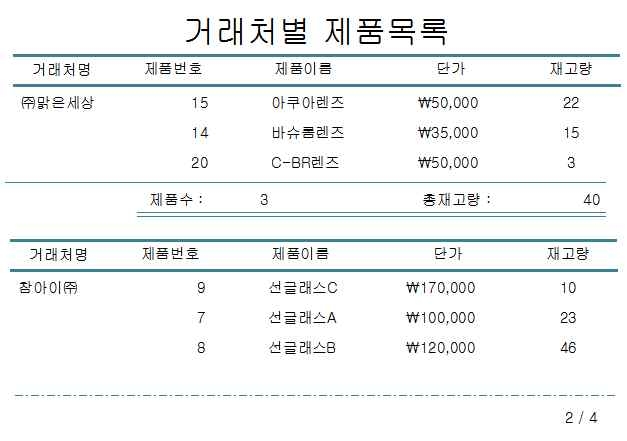 거래처별 제품목록
거래처명 제품번호 제품이름 단가 재고량
㈜맑은세상 15 아쿠아렌즈 ₩50,000 22
14 바슈롬렌즈 ₩35,000 15
20 C-BR렌즈 ₩50,000 3
제품수 : 3 총재고량 : 40
거래처명 제품번호 제품이름 단가 재고량
참아이㈜ 9 선글래스C ₩170,000 10
7 선글래스A ₩100,000 23
8 선글래스B ₩120,000 46
2 / 4